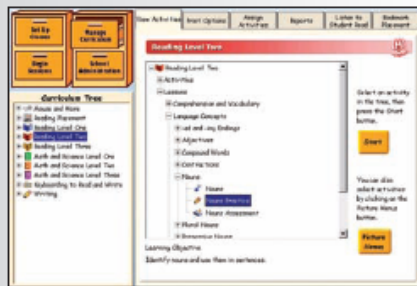 Set Up Classes
Manage Curriculum
Begin Sessions
School Administration
Curriculum Tree
Mouse and More
Reading Placement
Reading Level One
Reading Level Two
Reading Level Three
Math and Science Level One
Math and Science Level Two
Math and Science Level Three
Keyboarding to Read and Write
Writing
View Activities
Print Options
Assign Activities
Reports
Listen to Student Read
Bookmark Placement
Reading Level Two
Reading Level Two
Activities
Lessons
Comprehension and Vocabulary
Language Concepts
-ed and -ing Endings
Adjectives
Compound Words
Contractions
Nouns
Nouns
Nouns Practice
Nouns Assessment
Plural Nouns
Possessive Nouns
Learning Objective
Identify nouns and use them in sentences.
Select an activity
in the tree, then
press the Start
button.
Start
You can also
select activities
by clicking on the
Picture Menus
button.
Picture Menus